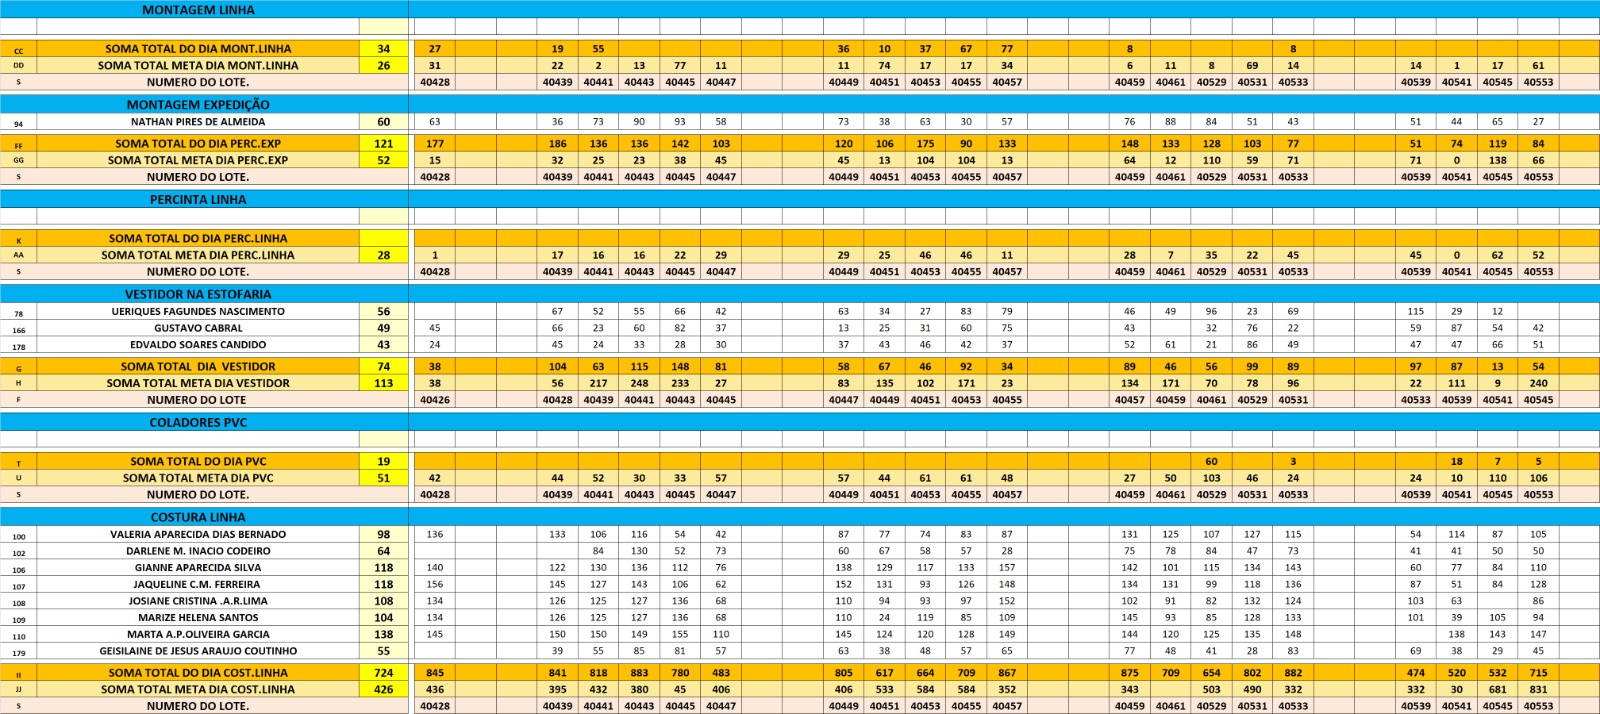 MONTAGEM LINHA
CC SOMA TOTAL DO DIA MONT.LINHA 34 27 19 55 36 10 37 67 77 8 8
DD SOMA TOTAL META DIA MONT.LINHA 26 31 22 2 13 77 11 11 74 17 17 34 6 11 8 69 14 14 1 17 61
S NUMERO DO LOTE. 40428 40439 40441 40443 40445 40447 40449 40451 40453 40455 40457 40459 40461 40529 40531 40533 40539 40541 40545 40553
MONTAGEM EXPEDIÇÃO
94 NATHAN PIRES DE ALMEIDA 60 63 36 73 90 93 58 73 38 63 30 57 76 88 84 51 43 51 44 65 27
FF SOMA TOTAL DO DIA PERC.EXP 121 177 186 136 136 142 103 120 106 175 90 133 148 133 128 103 77 51 74 119 84
GG SOMA TOTAL META DIA PERC.EXP 52 15 32 25 23 38 45 45 13 104 104 13 64 12 110 59 71 71 0 138 66
S NUMERO DO LOTE. 40428 40439 40441 40443 40445 40447 40449 40451 40453 40455 40457 40459 40461 40529 40531 40533 40539 40541 40545 40553
PERCINTA LINHA
K SOMA TOTAL DO DIA PERC.LINHA
AA SOMA TOTAL META DIA PERC.LINHA 28 1 17 16 16 22 29 29 25 46 46 11 28 7 35 22 45 45 0 62 52
S NUMERO DO LOTE. 40428 40439 40441 40443 40445 40447 40449 40451 40453 40455 40457 40459 40461 40529 40531 40533 40539 40541 40545 40553
VESTIDOR NA ESTOFARIA
78 UERIQUES FAGUNDES NASCIMENTO 56 67 52 55 66 42 63 34 27 83 79 46 49 96 23 69 115 29 12
166 GUSTAVO CABRAL 49 45 66 23 60 82 37 13 25 31 60 75 43 32 76 22 59 87 54 42
178 EDVALDO SOARES CANDIDO 43 24 45 24 33 28 30 37 43 46 42 37 52 61 21 86 49 47 47 66 51
G SOMA TOTAL DIA VESTIDOR 74 38 104 63 115 148 81 58 67 46 92 34 89 46 56 99 89 97 87 13 54
H SOMA TOTAL META DIA VESTIDOR 113 38 56 217 248 233 27 83 135 102 171 23 134 171 70 78 96 22 111 9 240
F NUMERO DO LOTE 40426 40428 40439 40441 40443 40445 40447 40449 40451 40453 40455 40457 40459 40461 40529 40531 40533 40539 40541 40545
COLADORES PVC
T SOMA TOTAL DO DIA PVC 19 60 3 18 7 5
U SOMA TOTAL META DIA PVC 51 42 44 52 30 33 57 57 44 61 61 48 27 50 103 46 24 24 10 110 106
S NUMERO DO LOTE. 40428 40439 40441 40443 40445 40447 40449 40451 40453 40455 40457 40459 40461 40529 40531 40533 40539 40541 40545 40553
COSTURA LINHA
100 VALERIA APARECIDA DIAS BERNADO 98 136 133 106 116 54 42 87 77 74 83 87 131 125 107 127 115 54 114 87 105
102 DARLENE M. INACIO CODEIRO 64 84 130 52 73 60 67 58 57 28 75 78 84 47 73 41 41 50 50
106 GIANNE APARECIDA SILVA 118 140 122 130 136 112 76 138 129 117 133 157 142 101 115 134 143 60 77 84 110
107 JAQUELINE C.M. FERREIRA 118 156 145 127 143 106 62 152 131 93 126 148 134 131 99 118 136 87 51 84 128
108 JOSIANE CRISTINA .A.R.LIMA 108 134 126 125 127 136 68 110 94 93 97 152 102 91 82 132 124 103 63 86
109 MARIZE HELENA SANTOS 104 134 126 125 127 136 68 110 24 119 85 109 145 93 85 128 133 101 39 105 94
110 MARTA A.P.OLIVEIRA GARCIA 138 145 150 150 149 155 110 145 124 120 128 149 144 120 125 135 148 138 143 147
179 GEISILAINE DE JESUS ARAUJO COUTINHO 55 39 55 85 81 57 63 38 48 57 65 77 48 41 28 83 69 38 29 45
II SOMA TOTAL DO DIA COST.LINHA 724 845 841 818 883 780 483 805 617 664 709 867 875 709 654 802 882 474 520 532 715
JJ SOMA TOTAL META DIA COST.LINHA 426 436 395 432 380 45 406 406 533 584 584 352 343 503 490 332 332 30 681 831
S NUMERO DO LOTE. 40428 40439 40441 40443 40445 40447 40449 40451 40453 40455 40457 40459 40461 40529 40531 40533 40539 40541 40545 40553